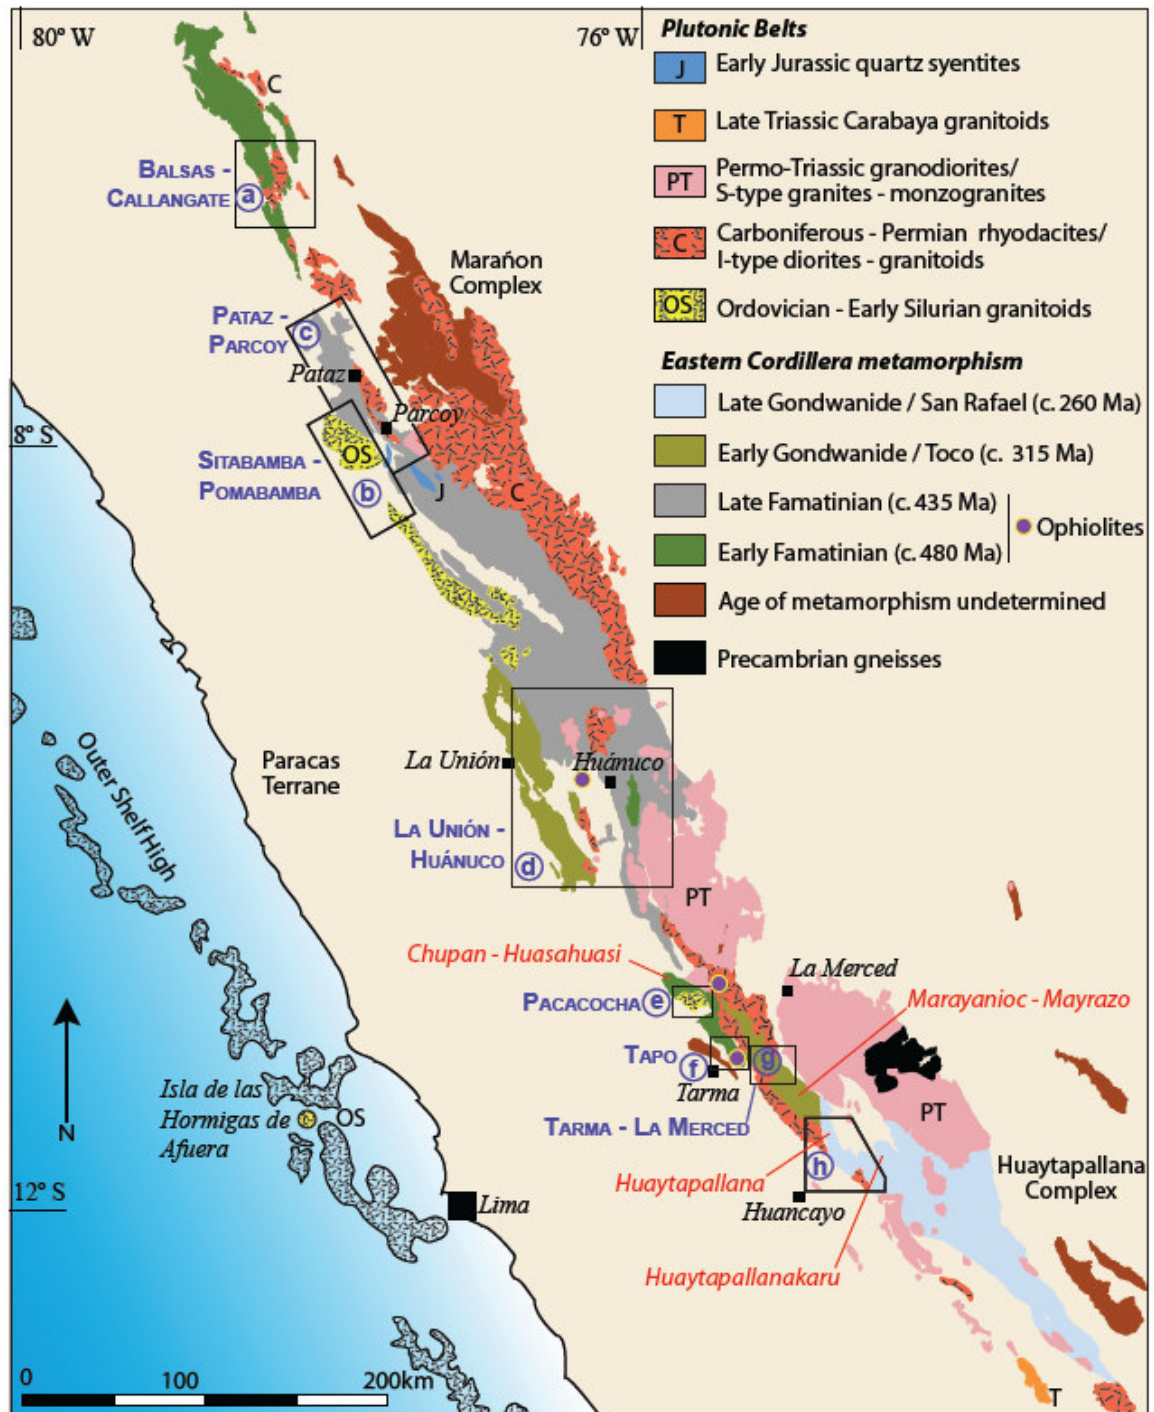 80° W
76° W
Plutonic Belts
J
Early Jurassic quartz syentites
T
Late Triassic Carabaya granitoids
PT
Permo-Triassic granodiorites/
S-type granites - monzogranites
C
Carboniferous - Permian rhyodacites/
I-type diorites - granitoids
OS
Ordovician - Early Silurian granitoids
Eastern Cordillera metamorphism
Late Gondwanide / San Rafael (c. 260 Ma)
Early Gondwanide / Toco (c. 315 Ma)
Late Famatinian (c. 435 Ma)
Early Famatinian (c. 480 Ma)
Ophiolites
Age of metamorphism undetermined
Precambrian gneisses
C
BALSAS -
CALLANGATE
a
Marañon
Complex
PATAZ -
PARCOY
c
Pataz
Parcoy
8° S
OS
SITABAMBA -
POMABAMBA
b
J
C
Outer Shelf High
Paracas
Terrane
La Unión
Huánuco
LA UNIÓN -
HUÁNUCO
d
PT
Chupan - Huasahuasi
La Merced
PACACOCHA
e
Marayanioc - Mayrazo
TAPO
f
g
Tarma
TARMA - LA MERCED
PT
N
Isla de las
Hormigas de
Afuera
OS
h
Huaytapallana
Huaytapallana
Complex
12° S
Lima
Huancayo
Huaytapallanakaru
0
100
200km
T